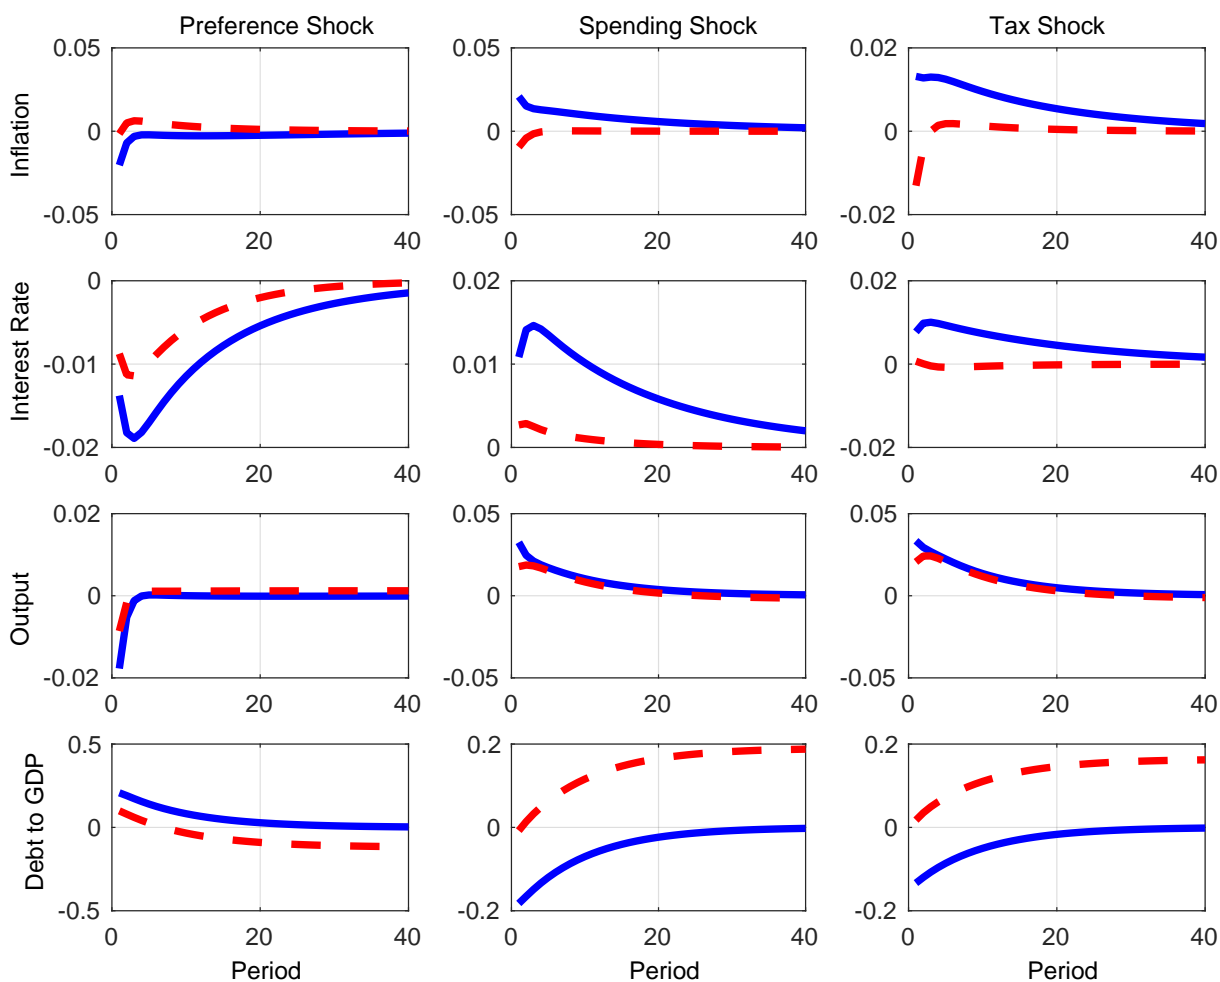 Preference Shock Spending Shock Tax Shock
Inflation
0.05 0.05 0.02
0 0 0
-0.05 -0.05 -0.02
0 20 40 0 20 40 0 20 40
Interest Rate
0 0.02 0.02
-0.01 0.01 0
-0.02 0 -0.02
0 20 40 0 20 40 0 20 40
Output
0.02 0.05 0.05
0 0 0
-0.02 -0.05 -0.05
0 20 40 0 20 40 0 20 40
Debt to GDP
0.5 0.2 0.2
0 0 0
-0.5 -0.2 -0.2
0 20 40 0 20 40 0 20 40
Period Period Period